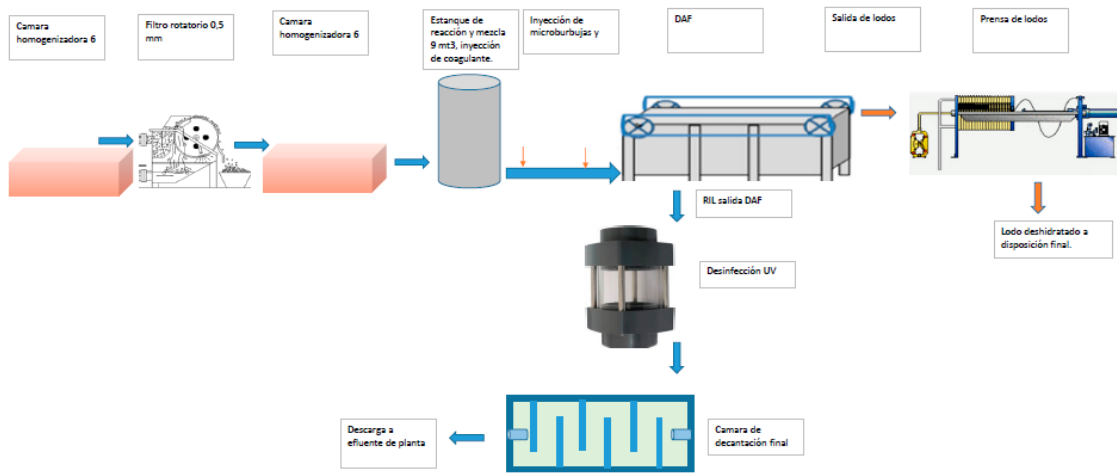 Camara
homogenizadora 6
Filtro rotatorio 0,5
mm
Camara
homogenizadora 6
Estanque de
reacción y mezcla
9 mt3, inyección
de coagulante.
Inyección de
microburbujas y
DAF
Salida de lodos
Prensa de lodos
RIL salida DAF
Lodo deshidratado a
disposición final.
Desinfección UV
Descarga a
efluente de planta
Camara de
decantación final